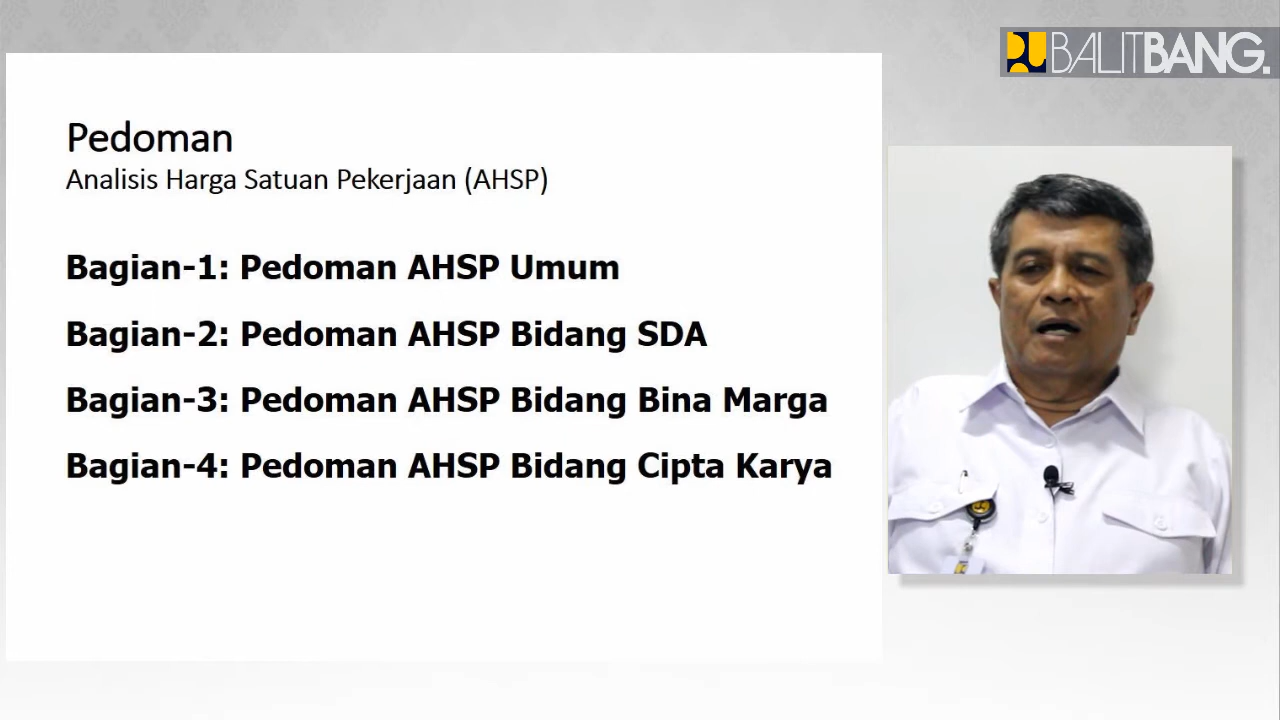 PU BALITBANG.
Pedoman
Analisis Harga Satuan Pekerjaan (AHSP)
Bagian-1: Pedoman AHSP Umum
Bagian-2: Pedoman AHSP Bidang SDA
Bagian-3: Pedoman AHSP Bidang Bina Marga
Bagian-4: Pedoman AHSP Bidang Cipta Karya